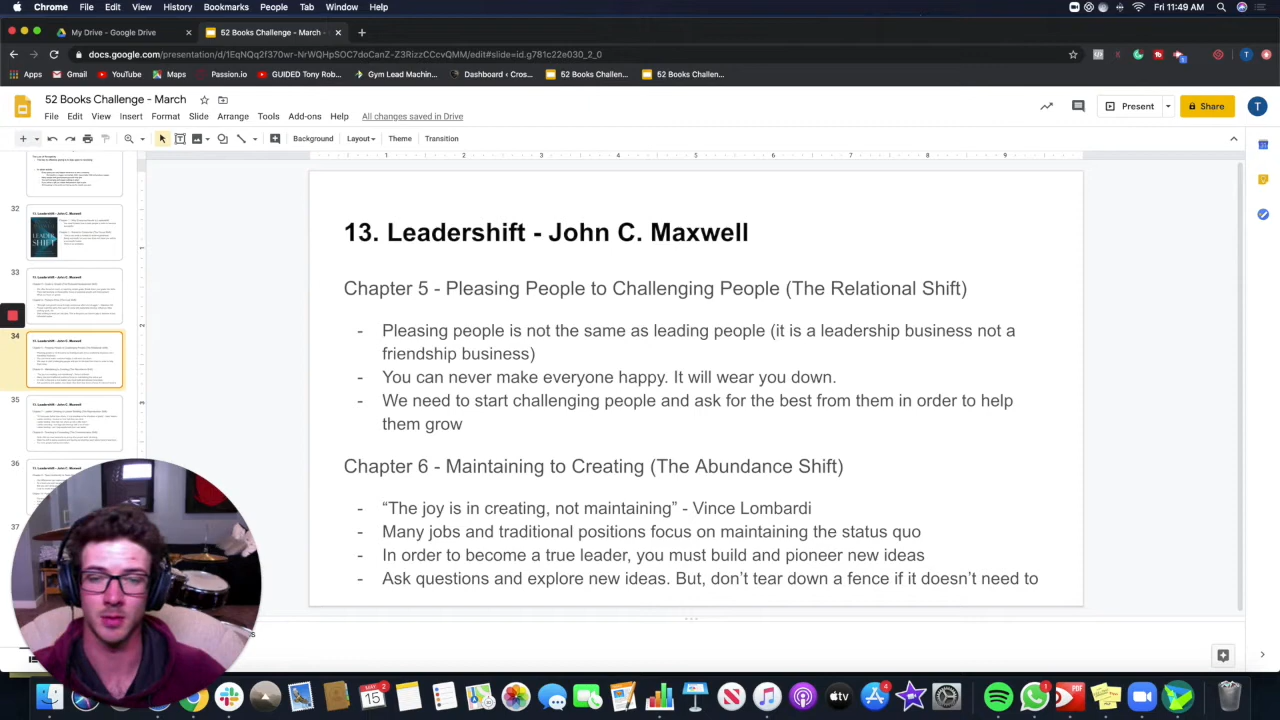 Chrome File Edit View History Bookmarks People Tab Window Help Fri 11:49 AM
My Drive - Google Drive 52 Books Challenge - March -
docs.google.com/presentation/d/1EqNQq2f370wr-NrWQHpSOC7doCanZ-Z3RizzCCcvQMM/edit#slide=id.g781c22e030_2_0
Apps Gmail YouTube Maps Passion.io GUIDED Tony Rob... Gym Lead Machin... Dashboard ‹ Cros... 52 Books Challen... 52 Books Challen...
52 Books Challenge - March
File Edit View Insert Format Slide Arrange Tools Add-ons Help All changes saved in Drive
Present Share T
Background Layout Theme Transition
32
33
34
35
36
37
13. Leadershift - John C. Maxwell
Chapter 5 - Pleasing People to Challenging People (The Relational Shift)
- Pleasing people is not the same as leading people (it is a leadership business not a
friendship business)
- You can never make everyone happy. It will wear you down.
- We need to be challenging people and ask for the best from them in order to help
them grow
Chapter 6 - Maintaining to Creating (The Abundance Shift)
- “The joy is in creating, not maintaining” - Vince Lombardi
- Many jobs and traditional positions focus on maintaining the status quo
- In order to become a true leader, you must build and pioneer new ideas
- Ask questions and explore new ideas. But, don’t tear down a fence if it doesn’t need to